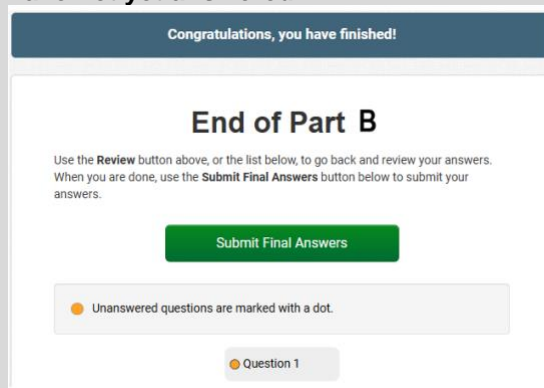 Congratulations, you have finished!
End of Part B
Use the Review button above, or the list below, to go back and review your answers.
When you are done, use the Submit Final Answers button below to submit your
answers.
Submit Final Answers
Unanswered questions are marked with a dot.
Question 1